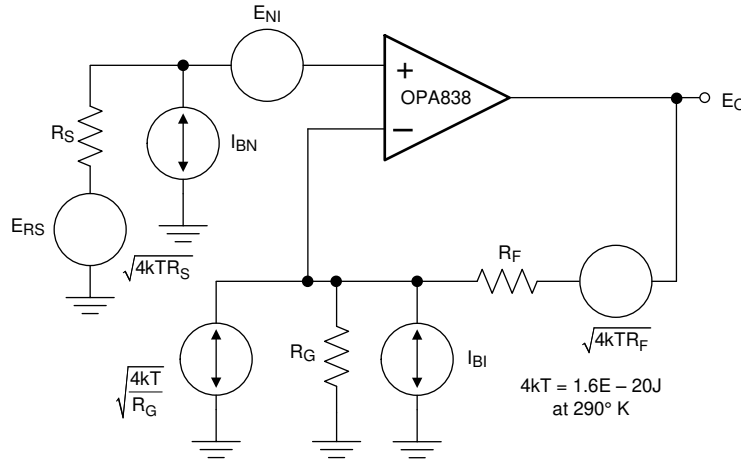 E_NI
+
OPA838
−
E_O
R_S
I_BN
E_RS
√4kTR_S
R_F
√4kTR_F
√4kT/R_G
R_G
I_BI
4kT = 1.6E – 20J
at 290° K